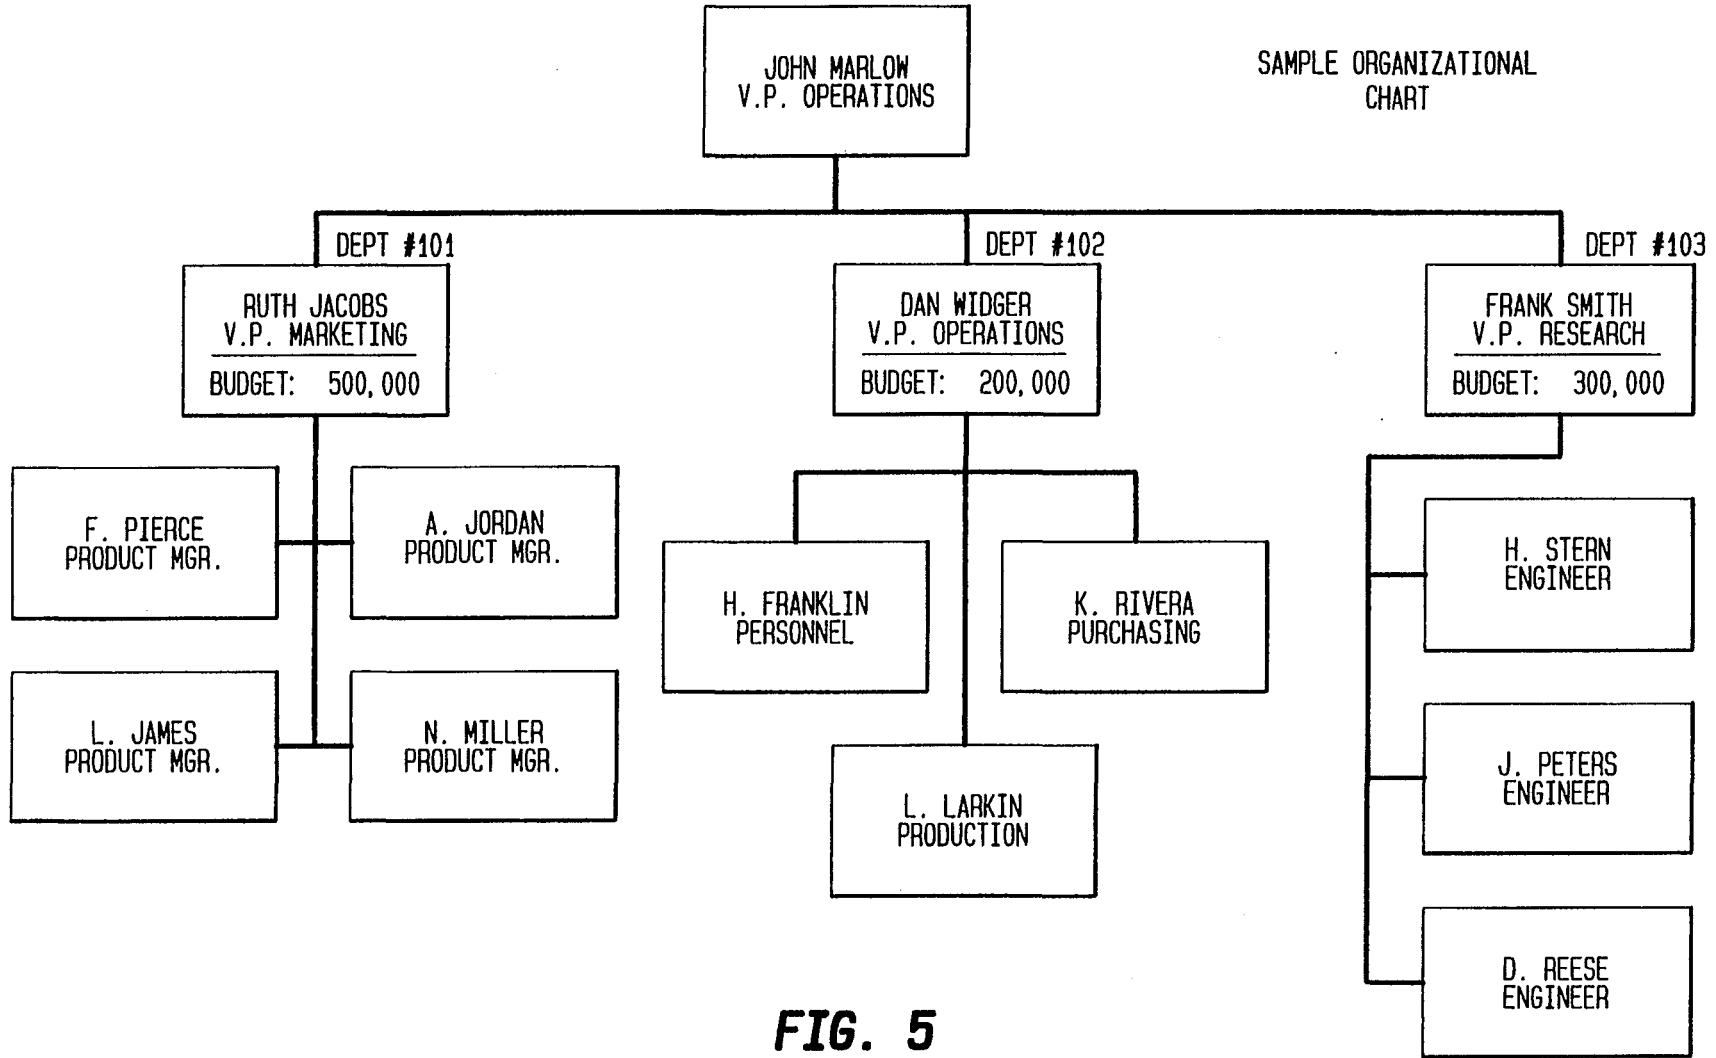 JOHN MARLOW
V.P. OPERATIONS
SAMPLE ORGANIZATIONAL
CHART
DEPT #101
RUTH JACOBS
V.P. MARKETING
BUDGET: 500,000
DEPT #102
DAN WIDGER
V.P. OPERATIONS
BUDGET: 200,000
DEPT #103
FRANK SMITH
V.P. RESEARCH
BUDGET: 300,000
F. PIERCE
PRODUCT MGR.
A. JORDAN
PRODUCT MGR.
L. JAMES
PRODUCT MGR.
N. MILLER
PRODUCT MGR.
H. FRANKLIN
PERSONNEL
K. RIVERA
PURCHASING
L. LARKIN
PRODUCTION
H. STERN
ENGINEER
J. PETERS
ENGINEER
D. REESE
ENGINEER
FIG. 5